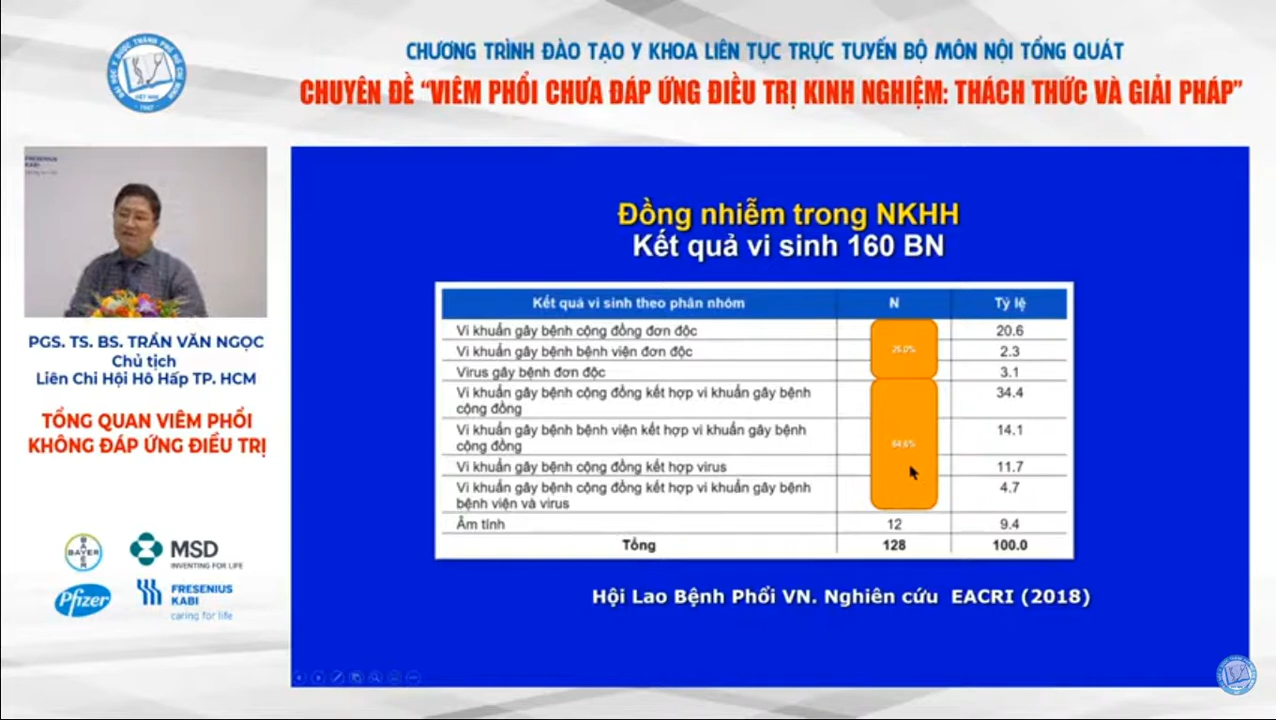 CHƯƠNG TRÌNH ĐÀO TẠO Y KHOA LIÊN TỤC TRỰC TUYẾN BỘ MÔN NỘI TỔNG QUÁT
CHUYÊN ĐỀ “VIÊM PHỔI CHƯA ĐÁP ỨNG ĐIỀU TRỊ KINH NGHIỆM: THÁCH THỨC VÀ GIẢI PHÁP”
FRESENIUS
KABI
PGS. TS. BS. TRẦN VĂN NGỌC
Chủ tịch
Liên Chi Hội Hô Hấp TP. HCM
TỔNG QUAN VIÊM PHỔI
KHÔNG ĐÁP ỨNG ĐIỀU TRỊ
BAYER
MSD
INVENTING FOR LIFE
Pfizer
FRESENIUS
KABI
caring for life
Đồng nhiễm trong NKHH
Kết quả vi sinh 160 BN
Kết quả vi sinh theo phân nhóm N Tỷ lệ
Vi khuẩn gây bệnh cộng đồng đơn độc 20.6
Vi khuẩn gây bệnh bệnh viện đơn độc 2.3
Virus gây bệnh đơn độc 3.1
Vi khuẩn gây bệnh cộng đồng kết hợp vi khuẩn gây bệnh
cộng đồng 34.4
Vi khuẩn gây bệnh bệnh viện kết hợp vi khuẩn gây bệnh
cộng đồng 14.1
Vi khuẩn gây bệnh cộng đồng kết hợp virus 11.7
Vi khuẩn gây bệnh cộng đồng kết hợp vi khuẩn gây bệnh
bệnh viện và virus 4.7
Âm tính 12 9.4
Tổng 128 100.0
Hội Lao Bệnh Phổi VN. Nghiên cứu EACRI (2018)